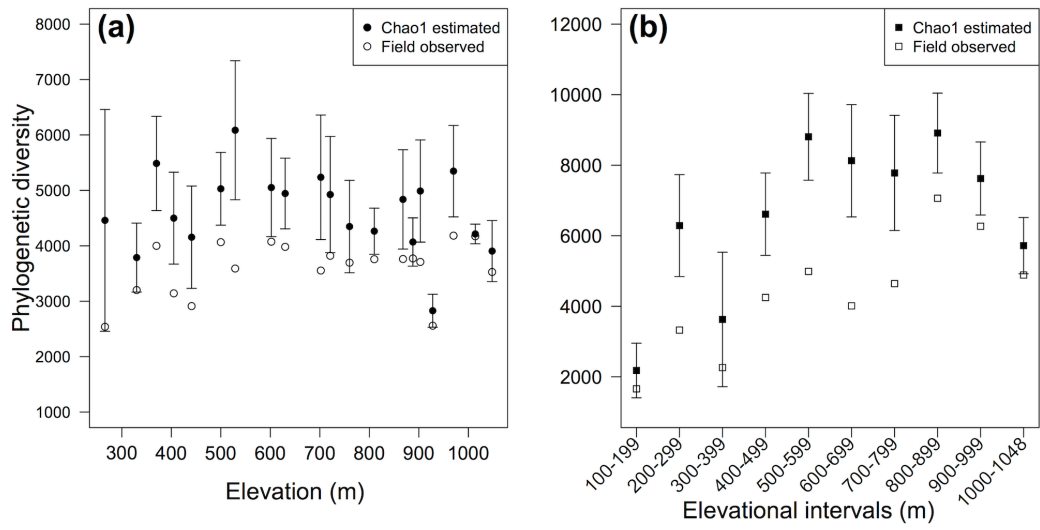 (a)
Chao1 estimated
Field observed
Phylogenetic diversity
8000
7000
6000
5000
4000
3000
2000
1000
300 400 500 600 700 800 900 1000
Elevation (m)
(b)
Chao1 estimated
Field observed
12000
10000
8000
6000
4000
2000
100-199 200-299 300-399 400-499 500-599 600-699 700-799 800-899 900-999 1000-1048
Elevational intervals (m)